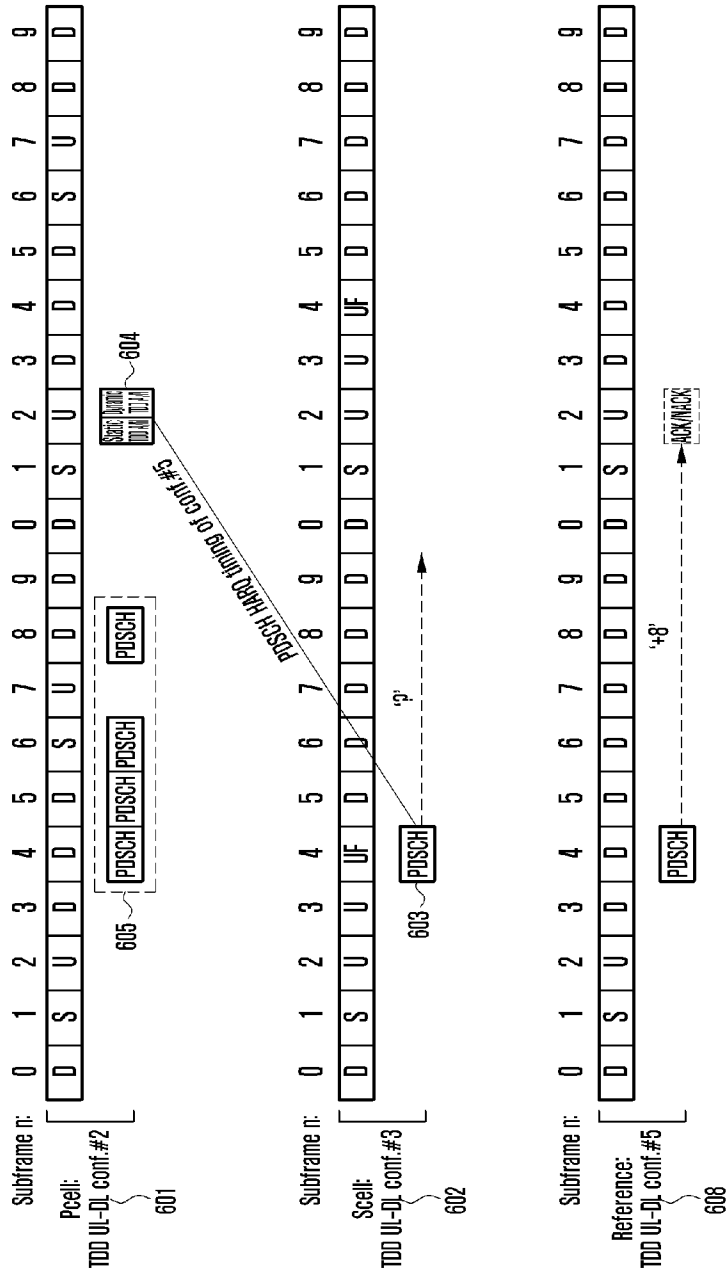 Subframe n: 0 1 2 3 4 5 6 7 8 9 0 1 2 3 4 5 6 7 8 9
Pcell:
TDD UL-DL conf.#2
601
D S U D D D S U D D D S U D D D S U D D
605
PDSCH PDSCH PDSCH PDSCH
Static TDD A/N Dynamic TDD A/N
604
PDSCH HARQ timing of conf.#5
Subframe n: 0 1 2 3 4 5 6 7 8 9 0 1 2 3 4 5 6 7 8 9
Scell:
TDD UL-DL conf.#3
602
D S U U UF D D D D D D S U U UF D D D D D
PDSCH
603
'?'
Subframe n: 0 1 2 3 4 5 6 7 8 9 0 1 2 3 4 5 6 7 8 9
Reference:
TDD UL-DL conf.#5
608
D S U D D D D D D D D S U D D D D D D D
PDSCH
'+8'
ACK/NACK